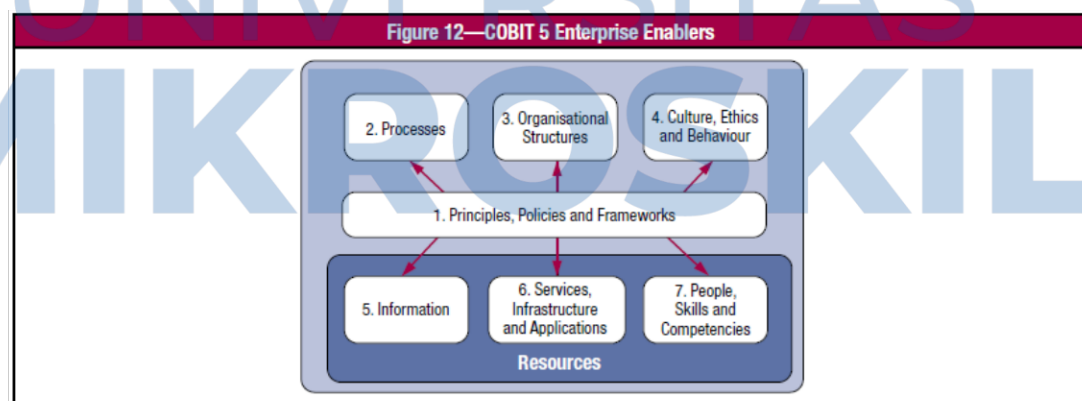 UNIVERSITAS
MIKROSKIL
Figure 12—COBIT 5 Enterprise Enablers
2. Processes
3. Organisational
Structures
4. Culture, Ethics
and Behaviour
1. Principles, Policies and Frameworks
5. Information
6. Services,
Infrastructure
and Applications
7. People,
Skills and
Competencies
Resources